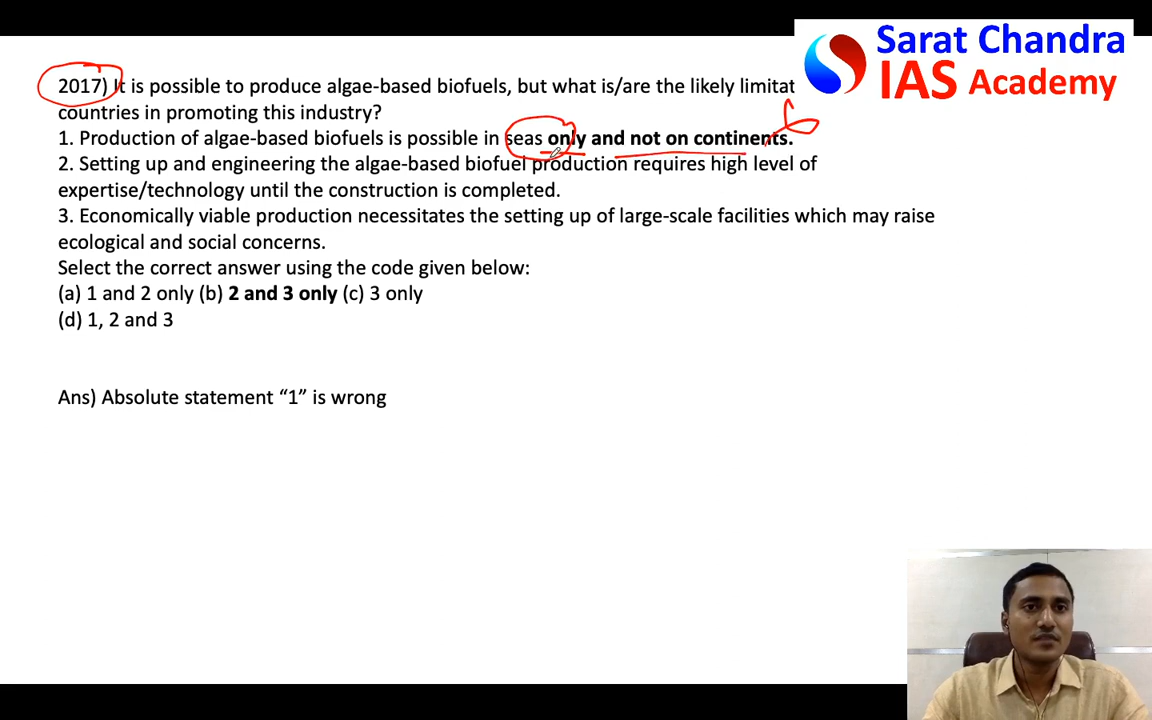 Sarat Chandra
IAS Academy
2017) It is possible to produce algae-based biofuels, but what is/are the likely limitat
countries in promoting this industry?
1. Production of algae-based biofuels is possible in seas only and not on continents.
2. Setting up and engineering the algae-based biofuel production requires high level of
expertise/technology until the construction is completed.
3. Economically viable production necessitates the setting up of large-scale facilities which may raise
ecological and social concerns.
Select the correct answer using the code given below:
(a) 1 and 2 only (b) 2 and 3 only (c) 3 only
(d) 1, 2 and 3
Ans) Absolute statement “1” is wrong